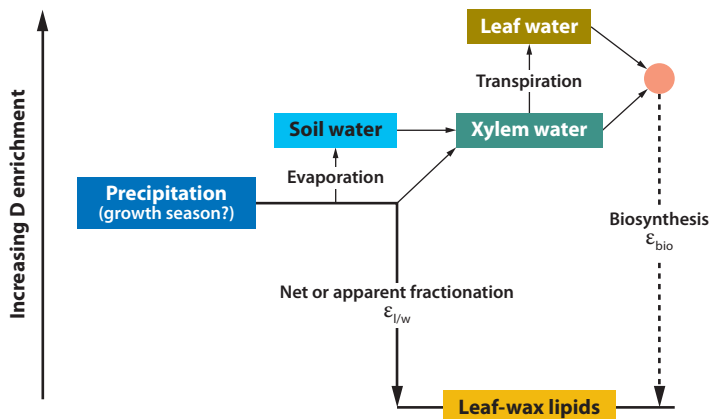 Leaf water
Transpiration
Soil water
Xylem water
Evaporation
Precipitation
(growth season?)
Increasing D enrichment
Biosynthesis
εbio
Net or apparent fractionation
εl/w
Leaf-wax lipids